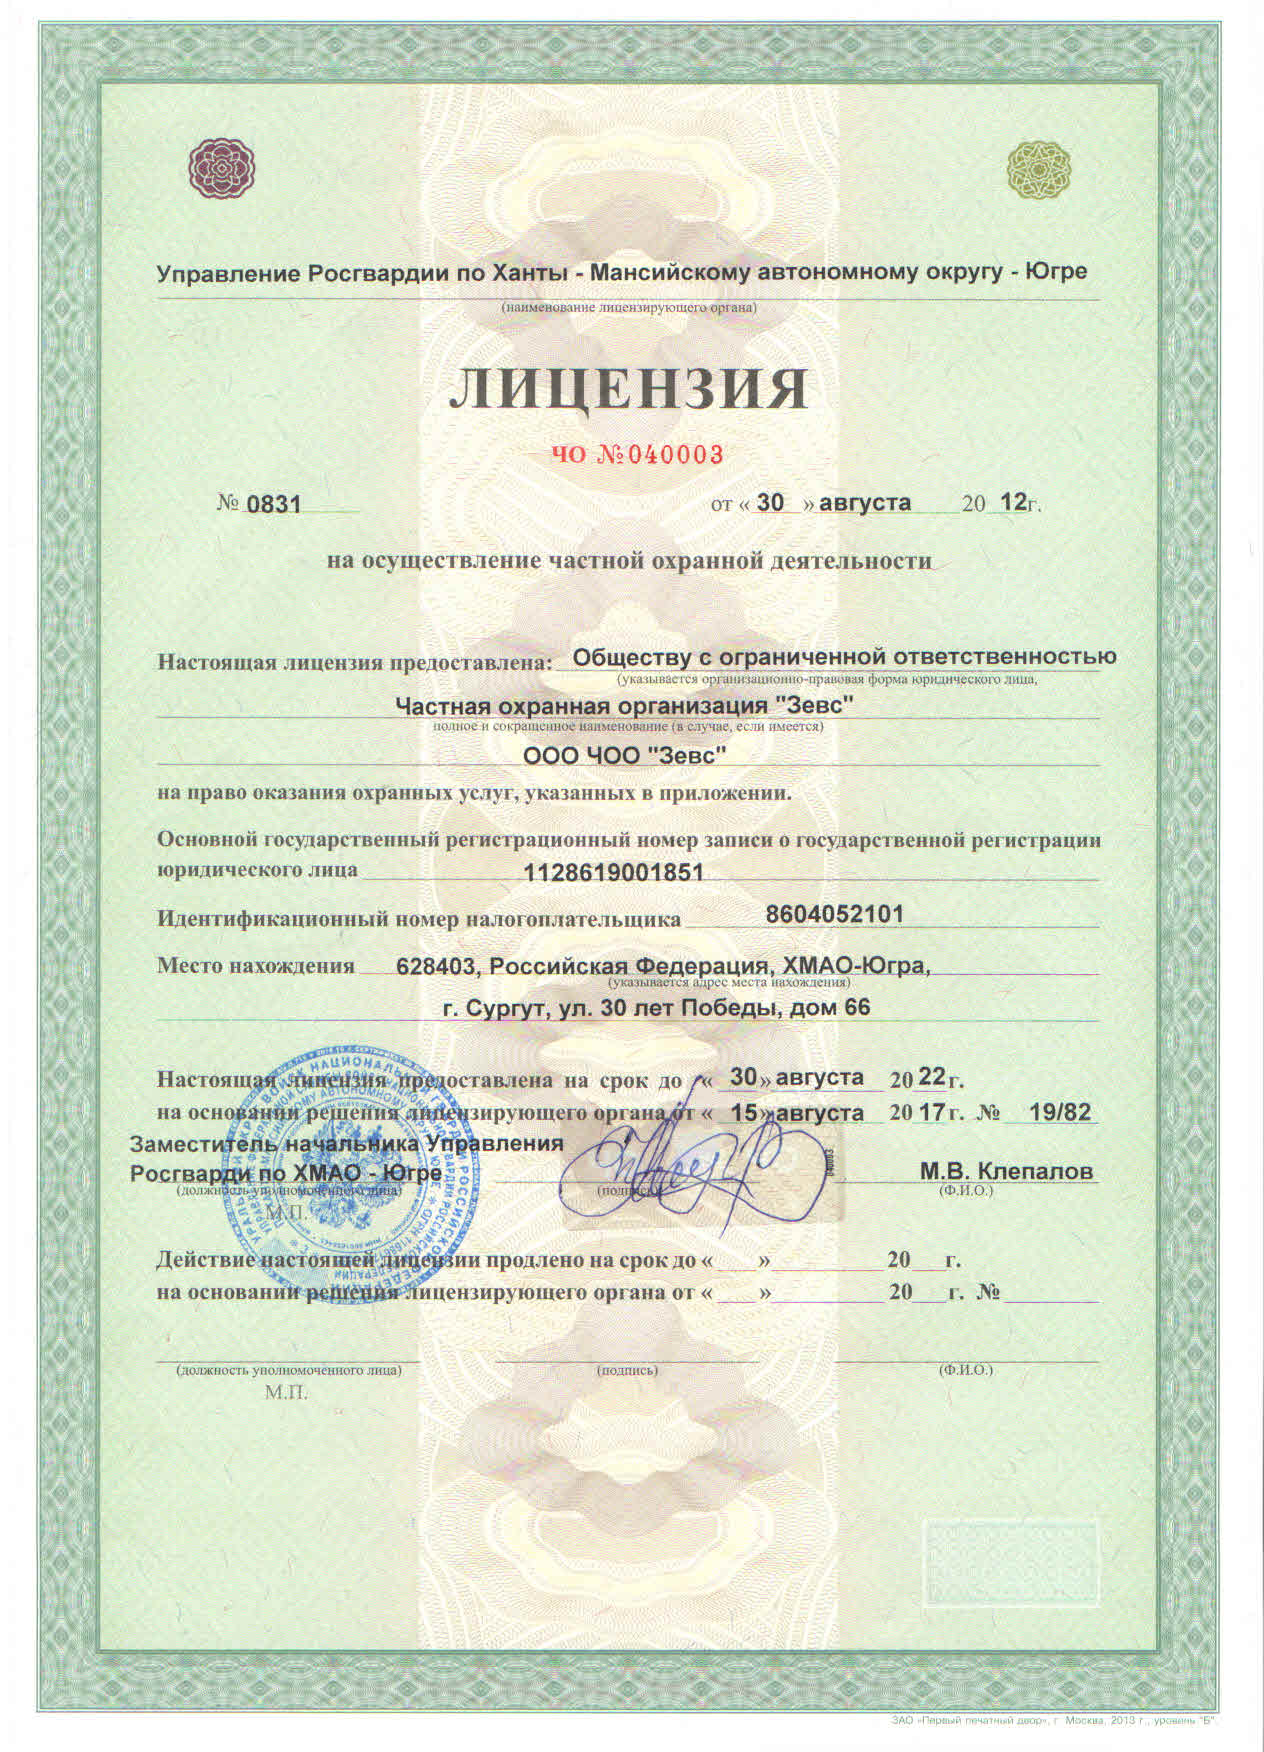 Управление Росгвардии по Ханты - Мансийскому автономному округу - Югре
(наименование лицензирующего органа)
ЛИЦЕНЗИЯ
ЧО №040003
№ 0831 от « 30 » августа 20 12г.
на осуществление частной охранной деятельности
Настоящая лицензия предоставлена: Обществу с ограниченной ответственностью
(указывается организационно-правовая форма юридического лица,
Частная охранная организация "Зевс"
полное и сокращенное наименование (в случае, если имеется)
ООО ЧОО "Зевс"
на право оказания охранных услуг, указанных в приложении.
Основной государственный регистрационный номер записи о государственной регистрации
юридического лица 1128619001851
Идентификационный номер налогоплательщика 8604052101
Место нахождения 628403, Российская Федерация, ХМАО-Югра,
(указывается адрес места нахождения)
г. Сургут, ул. 30 лет Победы, дом 66
Настоящая лицензия предоставлена на срок до « 30» августа 20 22 г.
на основании решения лицензирующего органа от « 15» августа 20 17 г. № 19/82
Заместитель начальника Управления
Росгварди по ХМАО - Югре М.В. Клепалов
(должность уполномоченного лица) (подпись) (Ф.И.О.)
М.П.
040003
Действие настоящей лицензии продлено на срок до « » 20 г.
на основании решения лицензирующего органа от « » 20 г. №
(должность уполномоченного лица) (подпись) (Ф.И.О.)
М.П.
ЗАО «Первый печатный двор», г. Москва, 2013 г., уровень "Б".